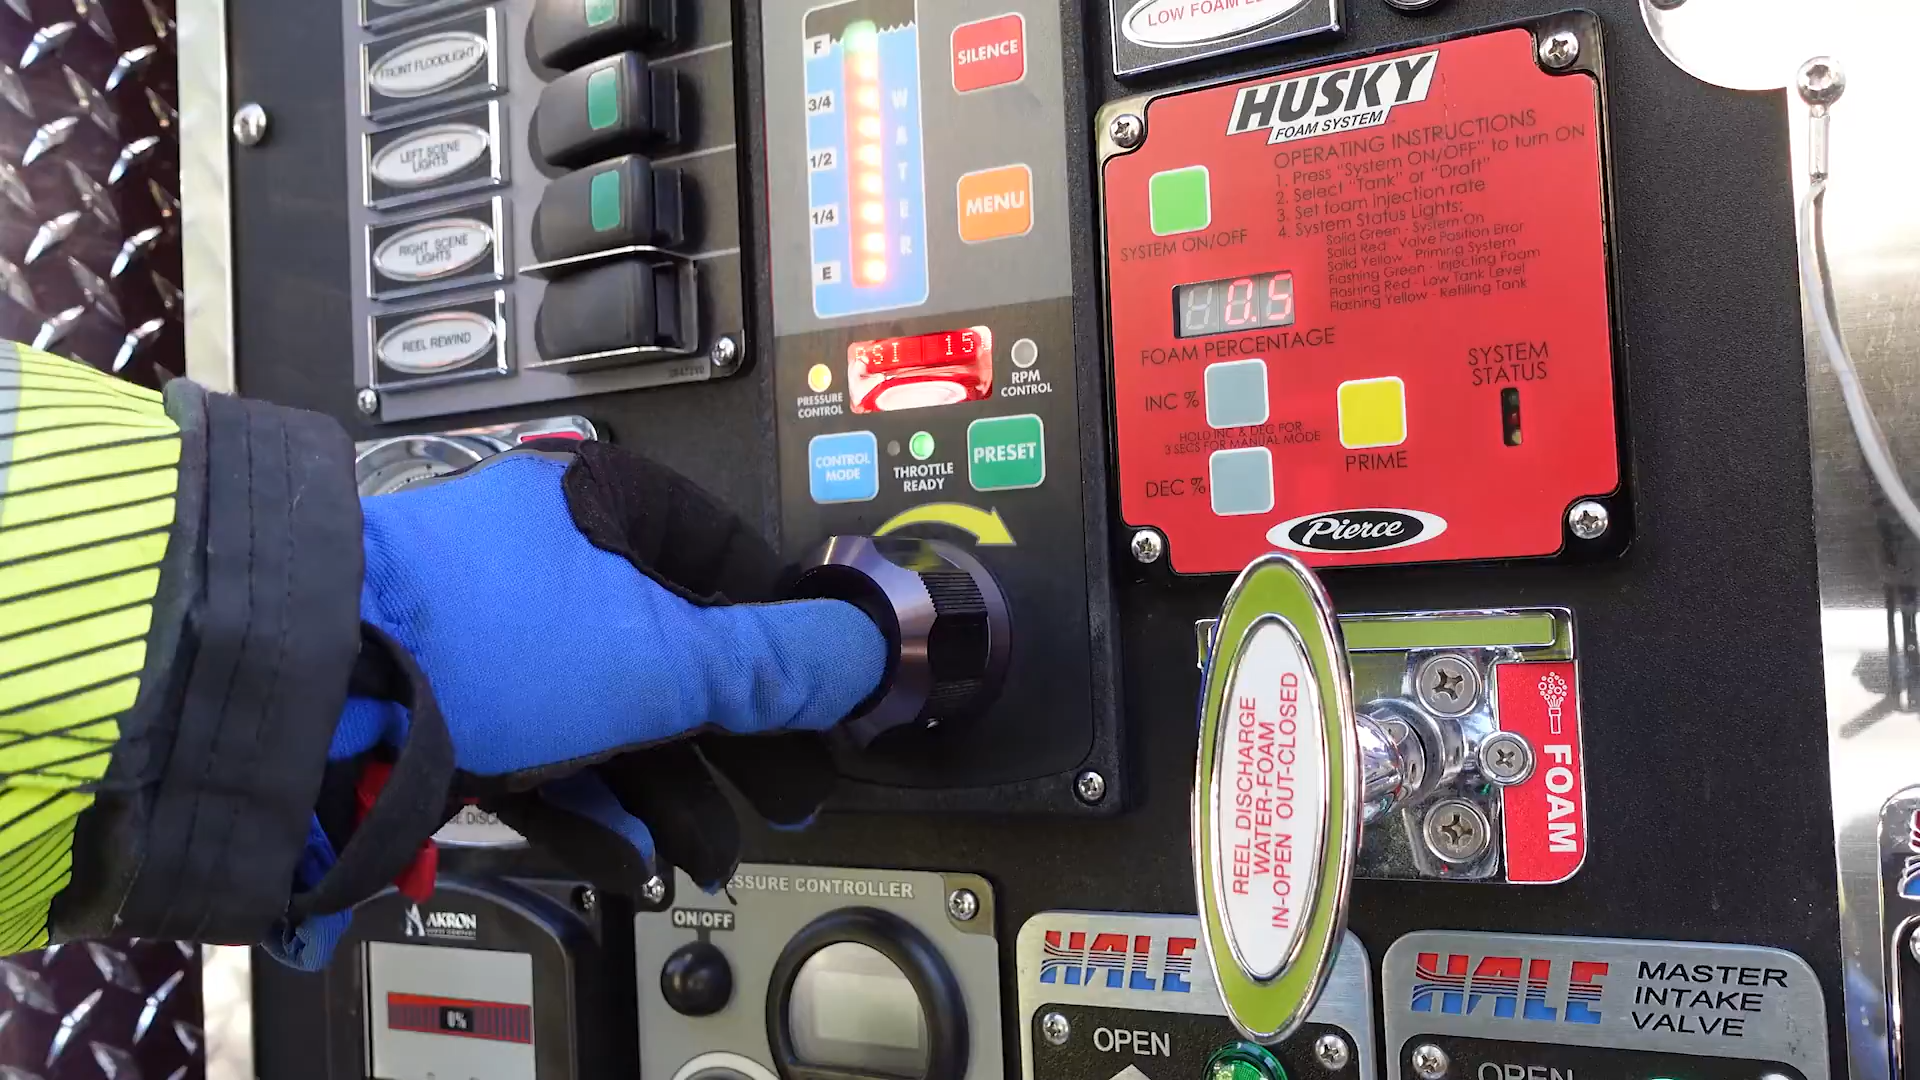 FRONT FLOODLIGHT
LEFT SCENE
LIGHTS
RIGHT SCENE
LIGHTS
REEL REWIND
F
3/4
1/2
1/4
E
WATER
SILENCE
MENU
PSI 15
PRESSURE
CONTROL
RPM
CONTROL
CONTROL
MODE
THROTTLE
READY
PRESET
LOW FOAM
HUSKY
FOAM SYSTEM
OPERATING INSTRUCTIONS
1. Press "System ON/OFF" to turn ON
2. Select "Tank" or "Draft"
3. Set foam injection rate
4. System Status Lights:
Solid Green - System On
Solid Red - Valve Position Error
Solid Yellow - Priming System
Flashing Green - Injecting Foam
Flashing Red - Low Tank Level
Flashing Yellow - Refilling Tank
SYSTEM ON/OFF
0.5
FOAM PERCENTAGE
INC %
HOLD INC & DEC FOR
3 SECS FOR MANUAL MODE
DEC %
PRIME
SYSTEM
STATUS
Pierce
REEL DISCHARGE
WATER-FOAM
IN-OPEN OUT-CLOSED
FOAM
AKRON
0%
SSURE CONTROLLER
ON/OFF
HALE
OPEN
HALE
MASTER
INTAKE
VALVE
OPEN